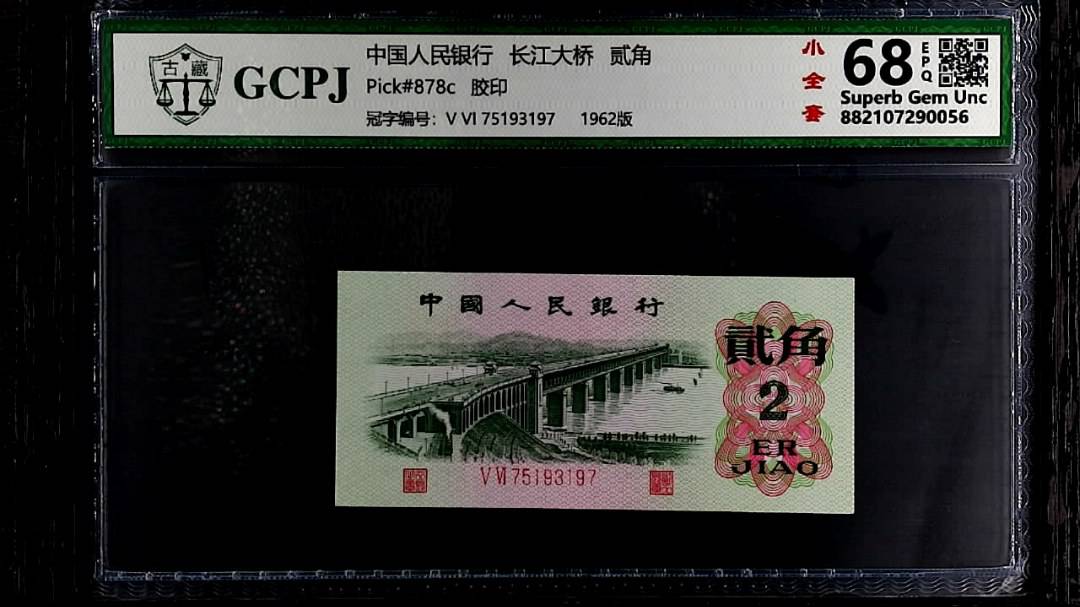 古藏
GCPJ
中国人民银行 长江大桥 贰角
Pick#878c 胶印
冠字编号: V VI 75193197 1962版
小全套
68 EPQ
Superb Gem Unc
882107290056
中國人民銀行
貳角
2
ER
JIAO
V VI 75193197